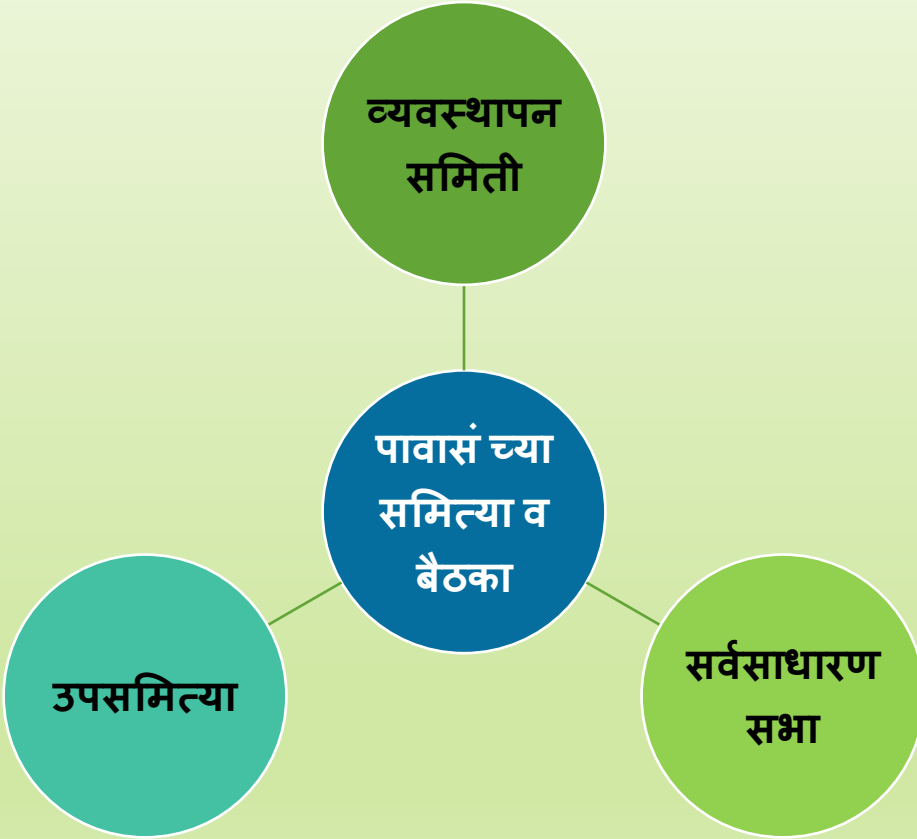 व्यवस्थापन
समिती
पावासं च्या
समित्या व
बैठका
उपसमित्या
सर्वसाधारण
सभा